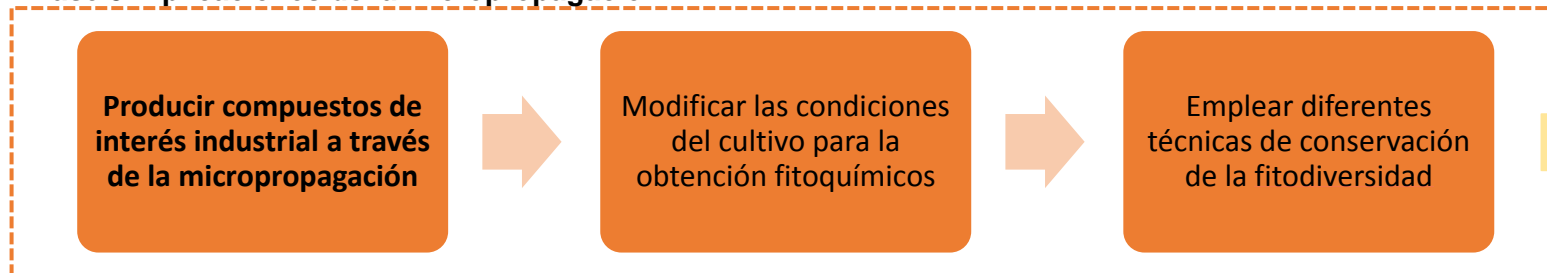 Producir compuestos de
interés industrial a través
de la micropropagación
Modificar las condiciones
del cultivo para la
obtención fitoquímicos
Emplear diferentes
técnicas de conservación
de la fitodiversidad